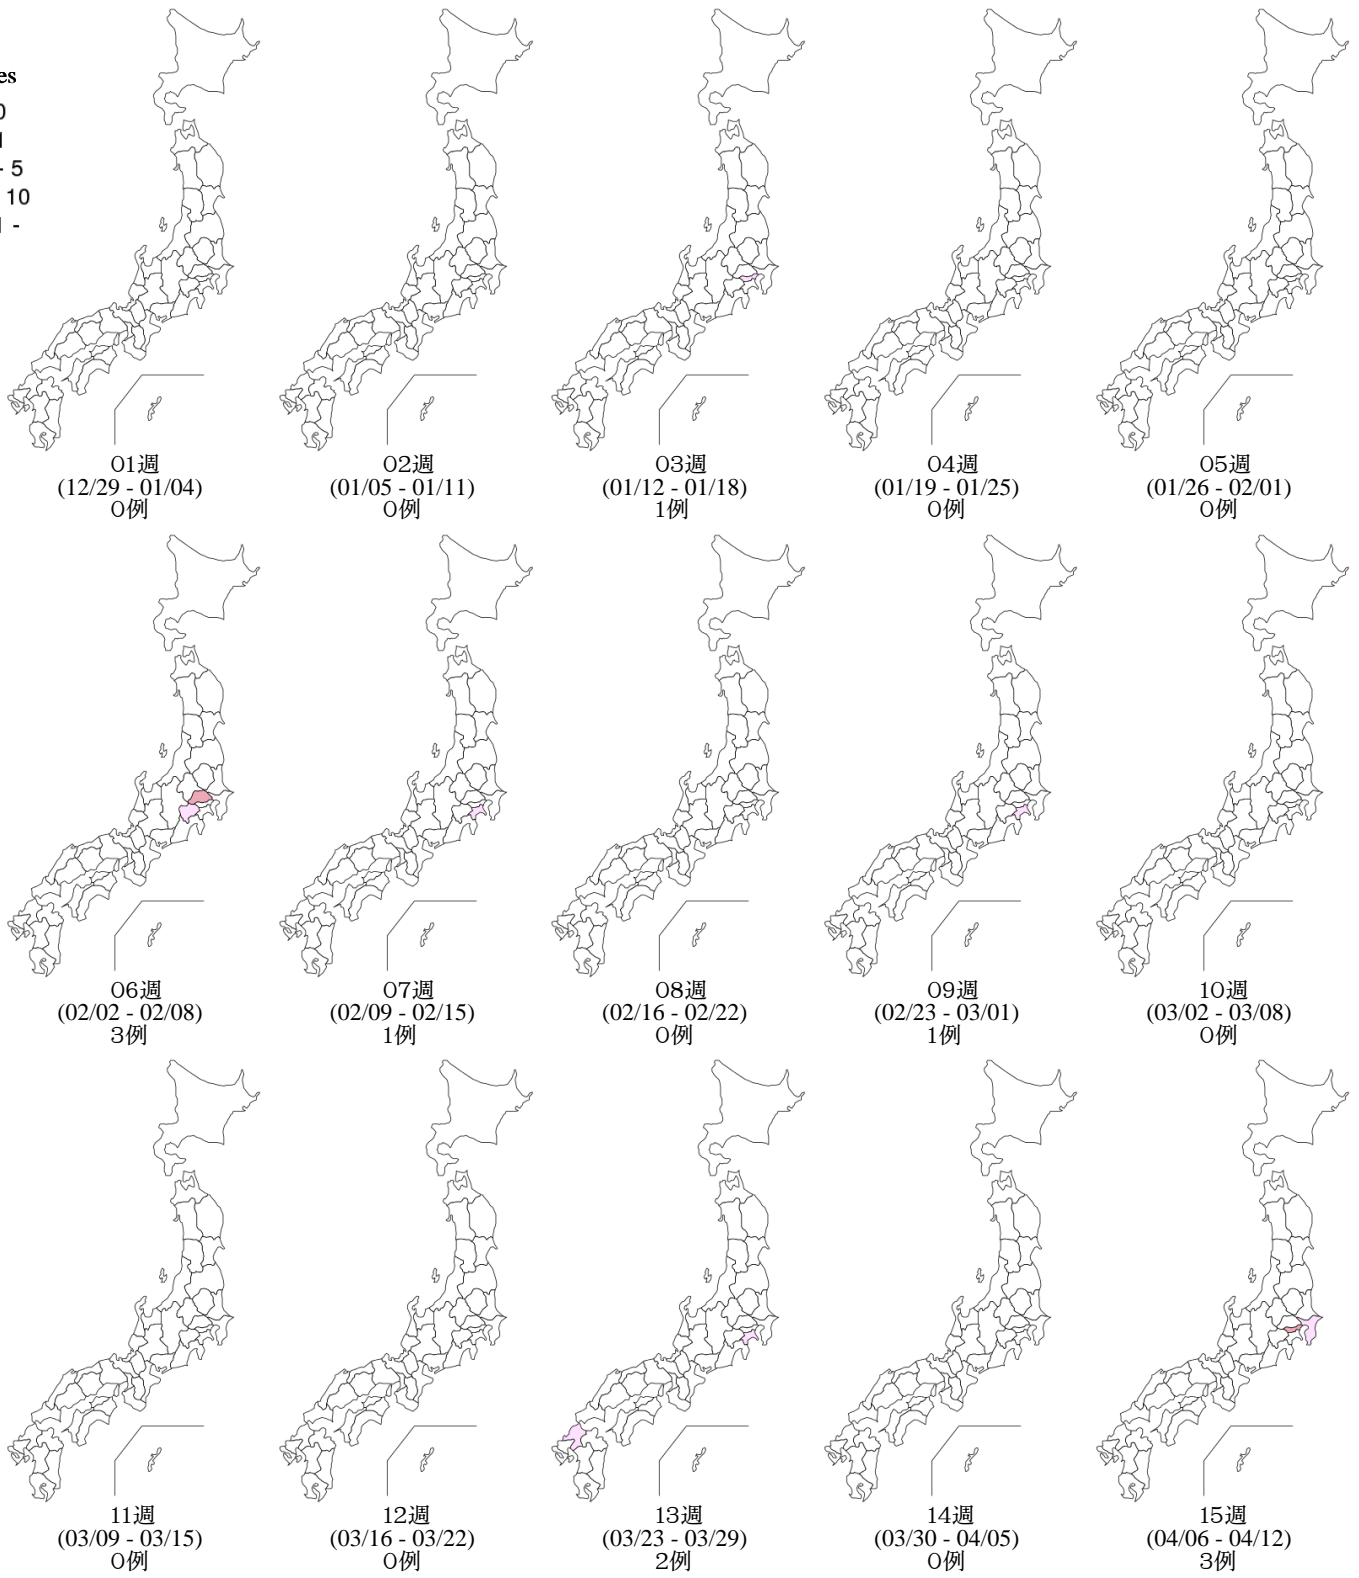 es
0
1
- 5
10
1 -
01週
(12/29 - 01/04)
0例
02週
(01/05 - 01/11)
0例
03週
(01/12 - 01/18)
1例
04週
(01/19 - 01/25)
0例
05週
(01/26 - 02/01)
0例
06週
(02/02 - 02/08)
3例
07週
(02/09 - 02/15)
1例
08週
(02/16 - 02/22)
0例
09週
(02/23 - 03/01)
1例
10週
(03/02 - 03/08)
0例
11週
(03/09 - 03/15)
0例
12週
(03/16 - 03/22)
0例
13週
(03/23 - 03/29)
2例
14週
(03/30 - 04/05)
0例
15週
(04/06 - 04/12)
3例